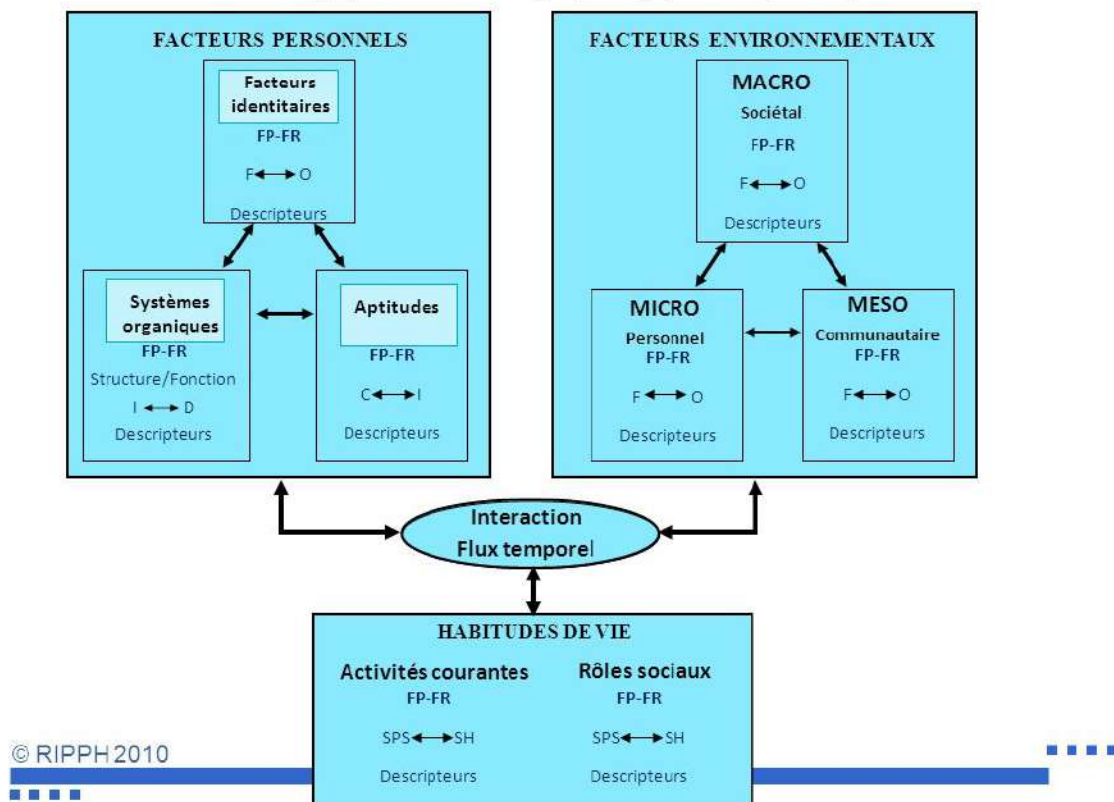 FACTEURS PERSONNELS
Facteurs
identitaires
FP-FR
F O
Descripteurs
Systèmes
organiques
FP-FR
Structure/Fonction
I D
Descripteurs
Aptitudes
FP-FR
C I
Descripteurs
FACTEURS ENVIRONNEMENTAUX
MACRO
Sociétal
FP-FR
F O
Descripteurs
MICRO
Personnel
FP-FR
F O
Descripteurs
MESO
Communautaire
FP-FR
F O
Descripteurs
Interaction
Flux temporel
HABITUDES DE VIE
Activités courantes
FP-FR
SPS SH
Descripteurs
Rôles sociaux
FP-FR
SPS SH
Descripteurs
© RIPPH 2010